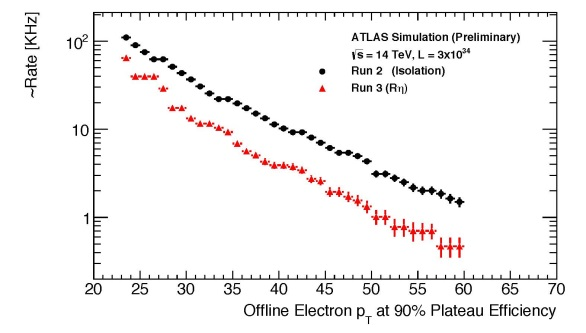 ~Rate [KHz]
10²
10
1
ATLAS Simulation (Preliminary)
√s = 14 TeV, L = 3x10³⁴
Run 2 (Isolation)
Run 3 (Rη)
20 25 30 35 40 45 50 55 60 65 70
Offline Electron p_T at 90% Plateau Efficiency